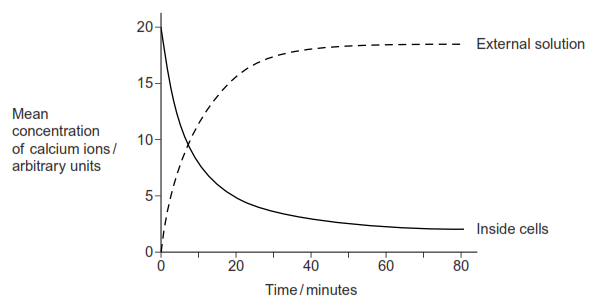 20
External solution
15
Mean
concentration
of calcium ions /
arbitrary units
10
5
Inside cells
0
0 20 40 60 80
Time / minutes